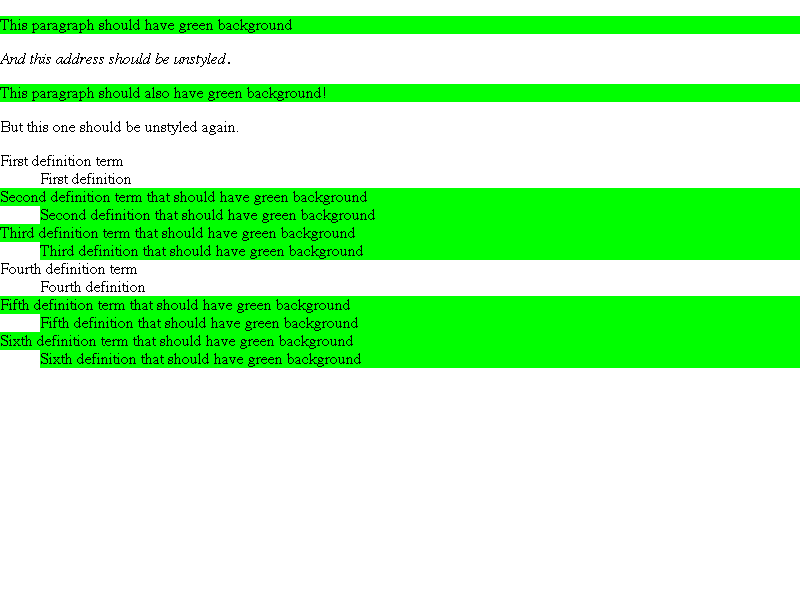 This paragraph should have green background
And this address should be unstyled.
This paragraph should also have green background!
But this one should be unstyled again.
First definition term
First definition
Second definition term that should have green background
Second definition that should have green background
Third definition term that should have green background
Third definition that should have green background
Fourth definition term
Fourth definition
Fifth definition term that should have green background
Fifth definition that should have green background
Sixth definition term that should have green background
Sixth definition that should have green background